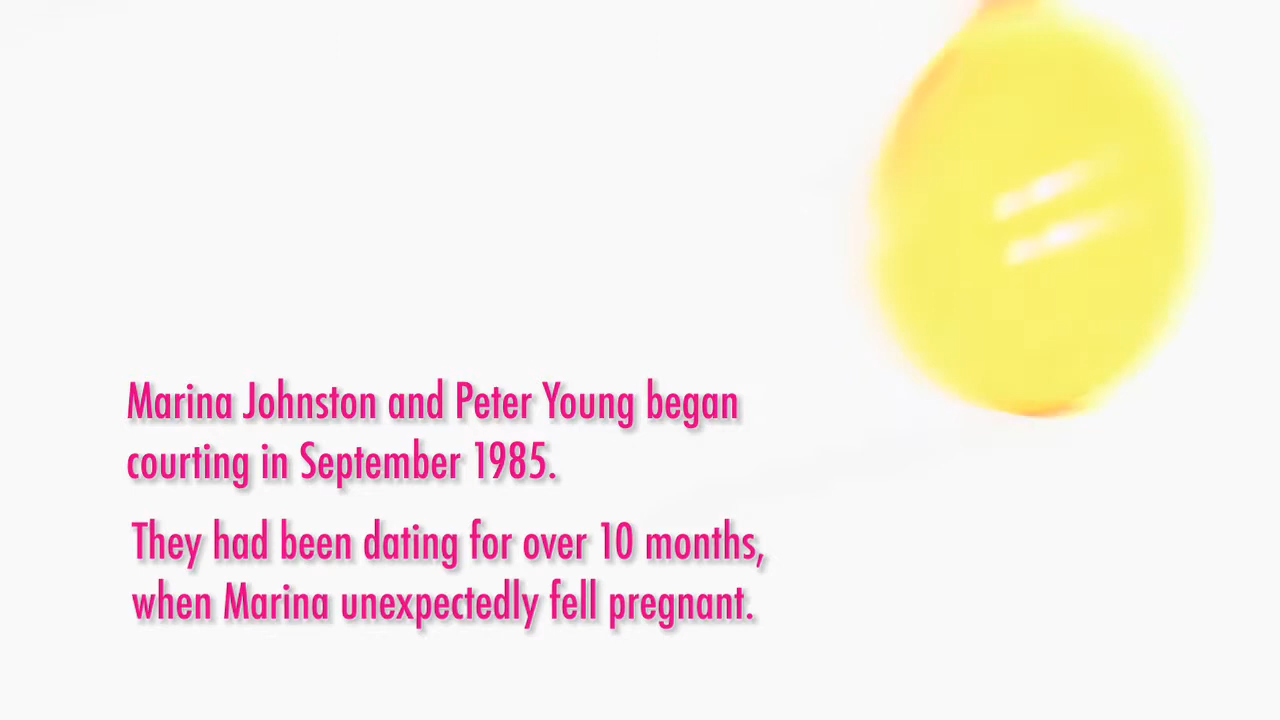 Marina Johnston and Peter Young began
courting in September 1985.
They had been dating for over 10 months,
when Marina unexpectedly fell pregnant.